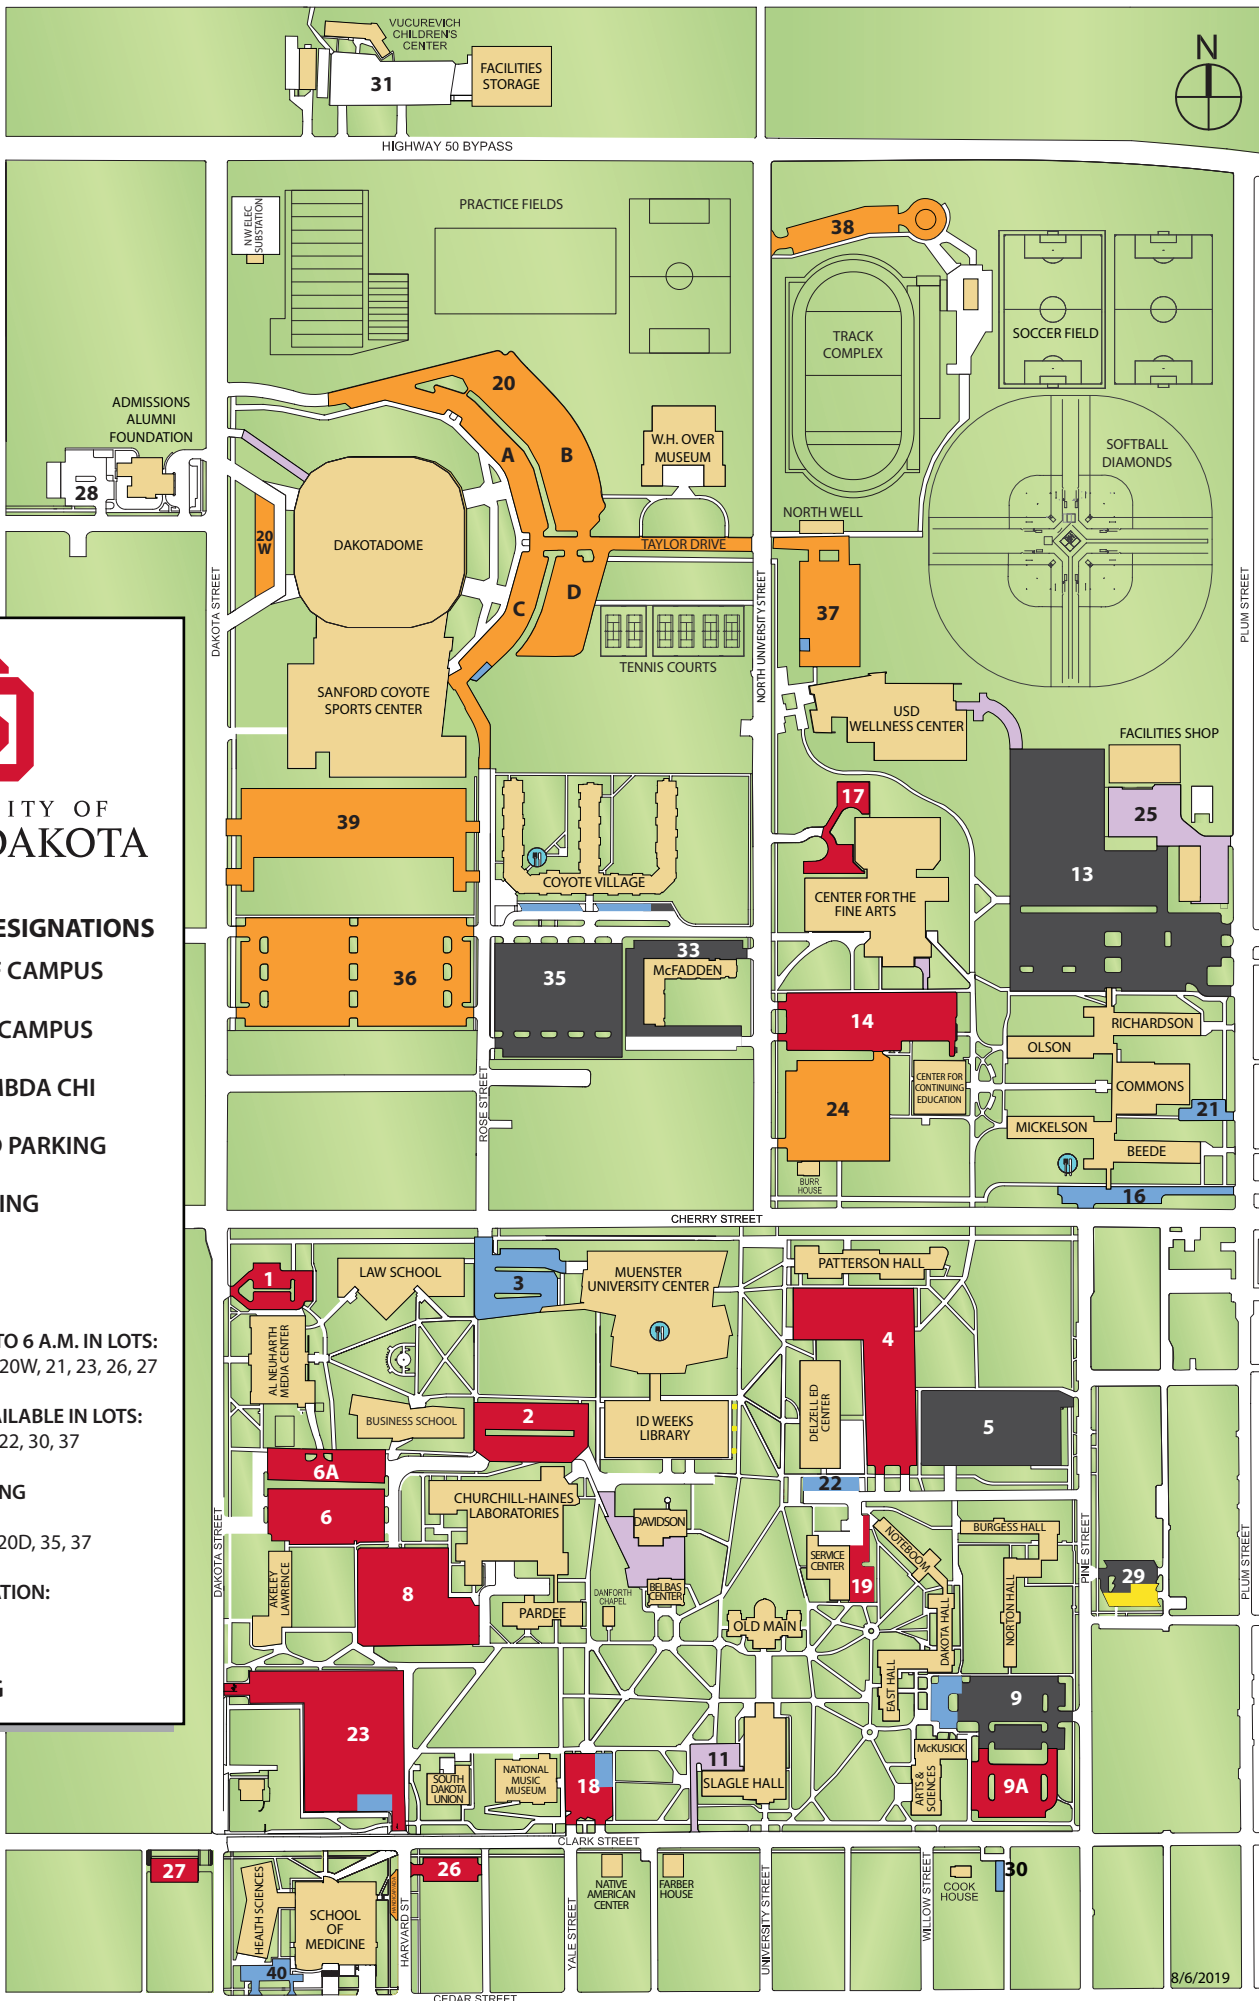 VUCUREVICH
CHILDREN'S
CENTER
31
FACILITIES
STORAGE
N
HIGHWAY 50 BYPASS
NW ELEC
SUBSTATION
PRACTICE FIELDS
38
TRACK
COMPLEX
SOCCER FIELD
20
A
B
W.H. OVER
MUSEUM
ADMISSIONS
ALUMNI
FOUNDATION
28
SOFTBALL
DIAMONDS
NORTH WELL
20
W
DAKOTADOME
TAYLOR DRIVE
DAKOTA STREET
C
D
NORTH UNIVERSITY STREET
37
PLUM STREET
TENNIS COURTS
SANFORD COYOTE
SPORTS CENTER
USD
WELLNESS CENTER
FACILITIES SHOP
ITY OF
DAKOTA
17
25
39
13
COYOTE VILLAGE
CENTER FOR THE
FINE ARTS
ESIGNATIONS
CAMPUS
CAMPUS
MBDA CHI
PARKING
ING
33
McFADDEN
36
35
14
RICHARDSON
OLSON
CENTER FOR
CONTINUING
EDUCATION
COMMONS
ROSE STREET
24
21
MICKELSON
BEEDE
BURR
HOUSE
16
CHERRY STREET
1
LAW SCHOOL
3
MUENSTER
UNIVERSITY CENTER
PATTERSON HALL
TO 6 A.M. IN LOTS:
20W, 21, 23, 26, 27
AILABLE IN LOTS:
22, 30, 37
NG
20D, 35, 37
ATION:
G
AL NEUHARTH
MEDIA CENTER
4
DELZELL ED
CENTER
BUSINESS SCHOOL
2
ID WEEKS
LIBRARY
5
6A
22
CHURCHILL-HAINES
LABORATORIES
6
DAVIDSON
NOTEBOOM
BURGESS HALL
DAKOTA STREET
PINE STREET
PLUM STREET
AKELEY
LAWRENCE
8
SERVICE
CENTER
19
29
DANFORTH
CHAPEL
BELBAS
CENTER
PARDEE
OLD MAIN
DAKOTA HALL
NORTON HALL
EAST HALL
9
23
11
McKUSICK
SOUTH
DAKOTA
UNION
NATIONAL
MUSIC
MUSEUM
18
SLAGLE HALL
ARTS &
SCIENCES
9A
CLARK STREET
27
26
HEALTH SCIENCES
SCHOOL
OF
MEDICINE
HARVARD ST
YALE STREET
NATIVE
AMERICAN
CENTER
FARBER
HOUSE
UNIVERSITY STREET
WILLOW STREET
COOK
HOUSE
30
40
CEDAR STREET
8/6/2019